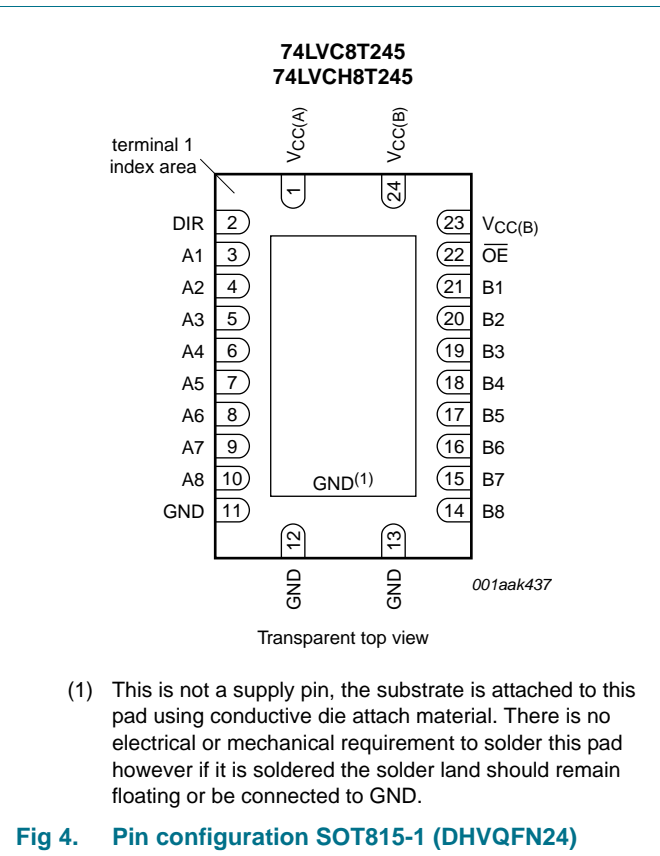 74LVC8T245
74LVCH8T245
VCC(A)
VCC(B)
terminal 1
index area
1
24
DIR 2
23 VCC(B)
A1 3
22 OE
A2 4
21 B1
A3 5
20 B2
A4 6
19 B3
A5 7
18 B4
A6 8
17 B5
A7 9
16 B6
A8 10
15 B7
GND(1)
GND 11
14 B8
12
13
GND
GND
001aak437
Transparent top view
(1) This is not a supply pin, the substrate is attached to this
pad using conductive die attach material. There is no
electrical or mechanical requirement to solder this pad
however if it is soldered the solder land should remain
floating or be connected to GND.
Fig 4. Pin configuration SOT815-1 (DHVQFN24)